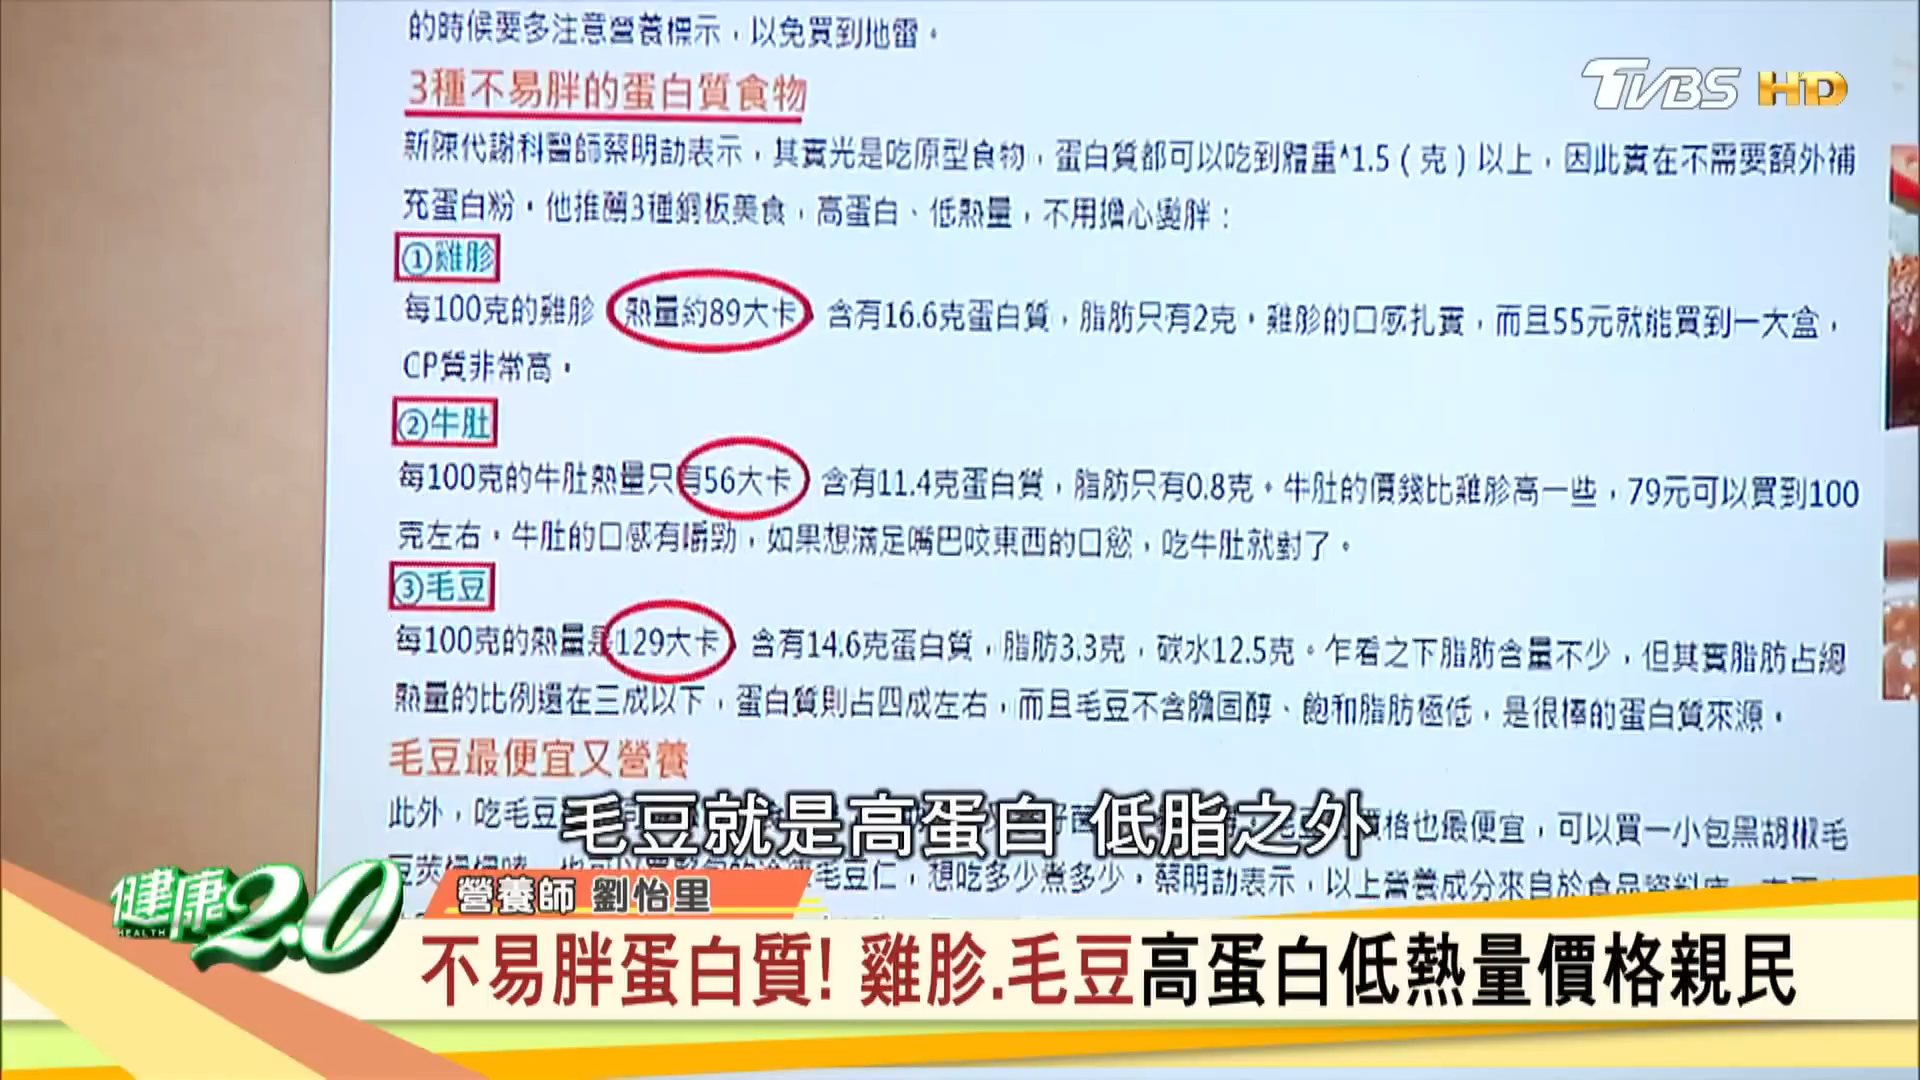 的時候要多注意營養標示，以免買到地雷。
TVBS HD
3種不易胖的蛋白質食物
新陳代謝科醫師蔡明劼表示，其實光是吃原型食物，蛋白質都可以吃到體重^1.5（克）以上，因此實在不需要額外補
充蛋白粉。他推薦3種銅板美食，高蛋白、低熱量，不用擔心變胖：
①雞胗
每100克的雞胗 熱量約89大卡 含有16.6克蛋白質，脂肪只有2克。雞胗的口感扎實，而且55元就能買到一大盒，
CP質非常高。
②牛肚
每100克的牛肚熱量只有56大卡 含有11.4克蛋白質，脂肪只有0.8克。牛肚的價錢比雞胗高一些，79元可以買到100
克左右。牛肚的口感有嚼勁，如果想滿足嘴巴咬東西的口慾，吃牛肚就對了。
③毛豆
每100克的熱量是129大卡 含有14.6克蛋白質，脂肪3.3克，碳水12.5克。乍看之下脂肪含量不少，但其實脂肪占總
熱量的比例還在三成以下，蛋白質則占四成左右，而且毛豆不含膽固醇、飽和脂肪極低，是很棒的蛋白質來源。
毛豆最便宜又營養
此外，吃毛豆 價格也最便宜，可以買一小包黑胡椒毛
毛豆就是高蛋白 低脂之外
毛豆仁，想吃多少煮多少。蔡明劼表示，以上營養成分來自於食品資料庫
健康2.0
HEALTH
營養師 劉怡里
不易胖蛋白質! 雞胗.毛豆高蛋白低熱量價格親民